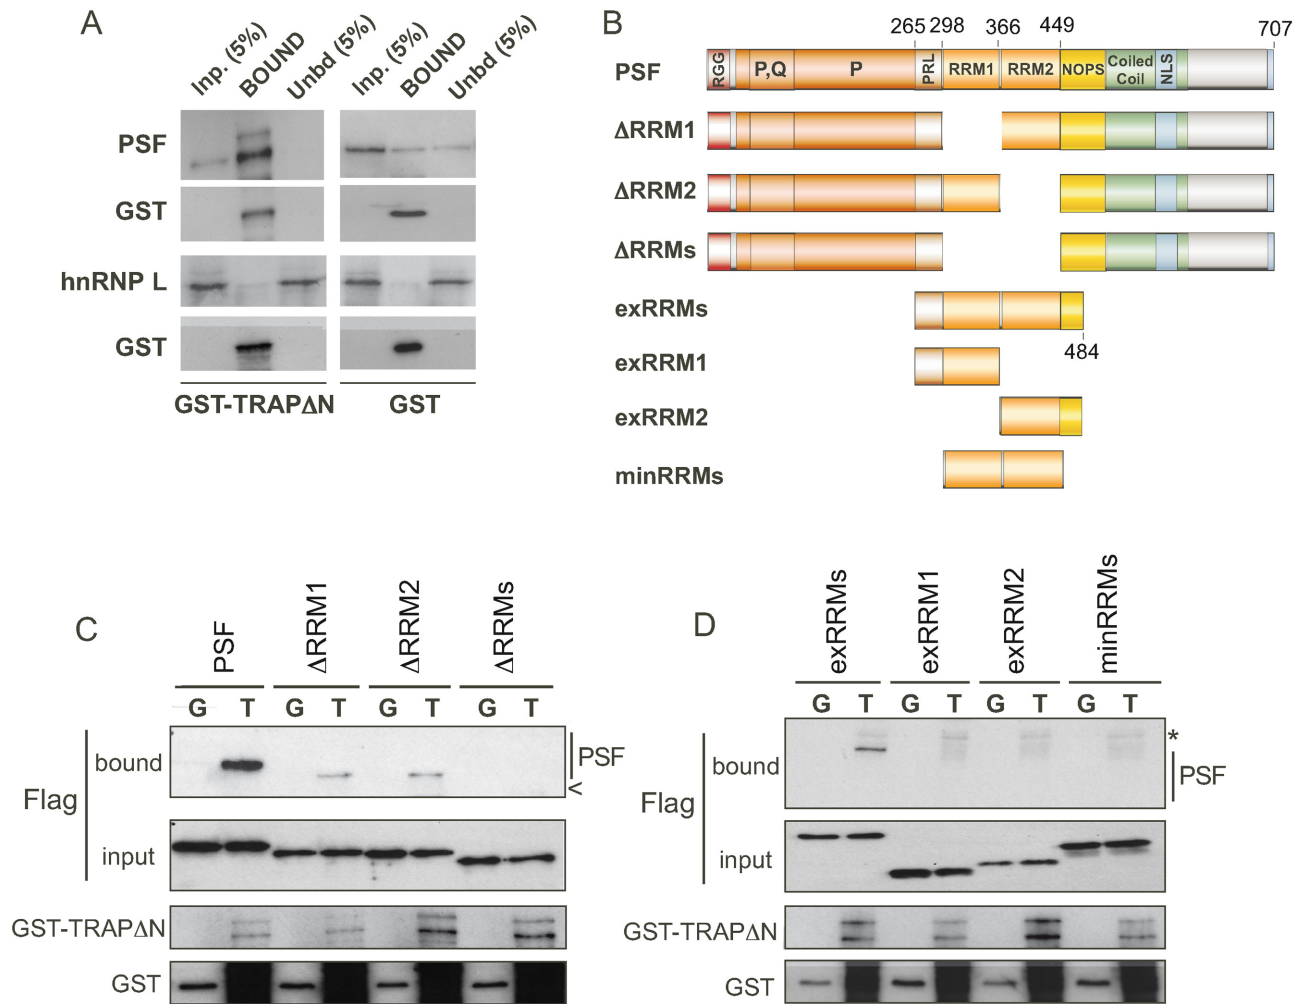 A
Inp. (5%) BOUND Unbd (5%) Inp. (5%) BOUND Unbd (5%)
PSF
GST
hnRNP L
GST
GST-TRAPΔN GST
B
265 298 366 449 707
PSF RGG P,Q P PRL RRM1 RRM2 NOPS Coiled Coil NLS
ΔRRM1
ΔRRM2
ΔRRMs
exRRMs
484
exRRM1
exRRM2
minRRMs
C
PSF ΔRRM1 ΔRRM2 ΔRRMs
G T G T G T G T
Flag
bound PSF
<
input
GST-TRAPΔN
GST
D
exRRMs exRRM1 exRRM2 minRRMs
G T G T G T G T
*
Flag
bound PSF
input
GST-TRAPΔN
GST